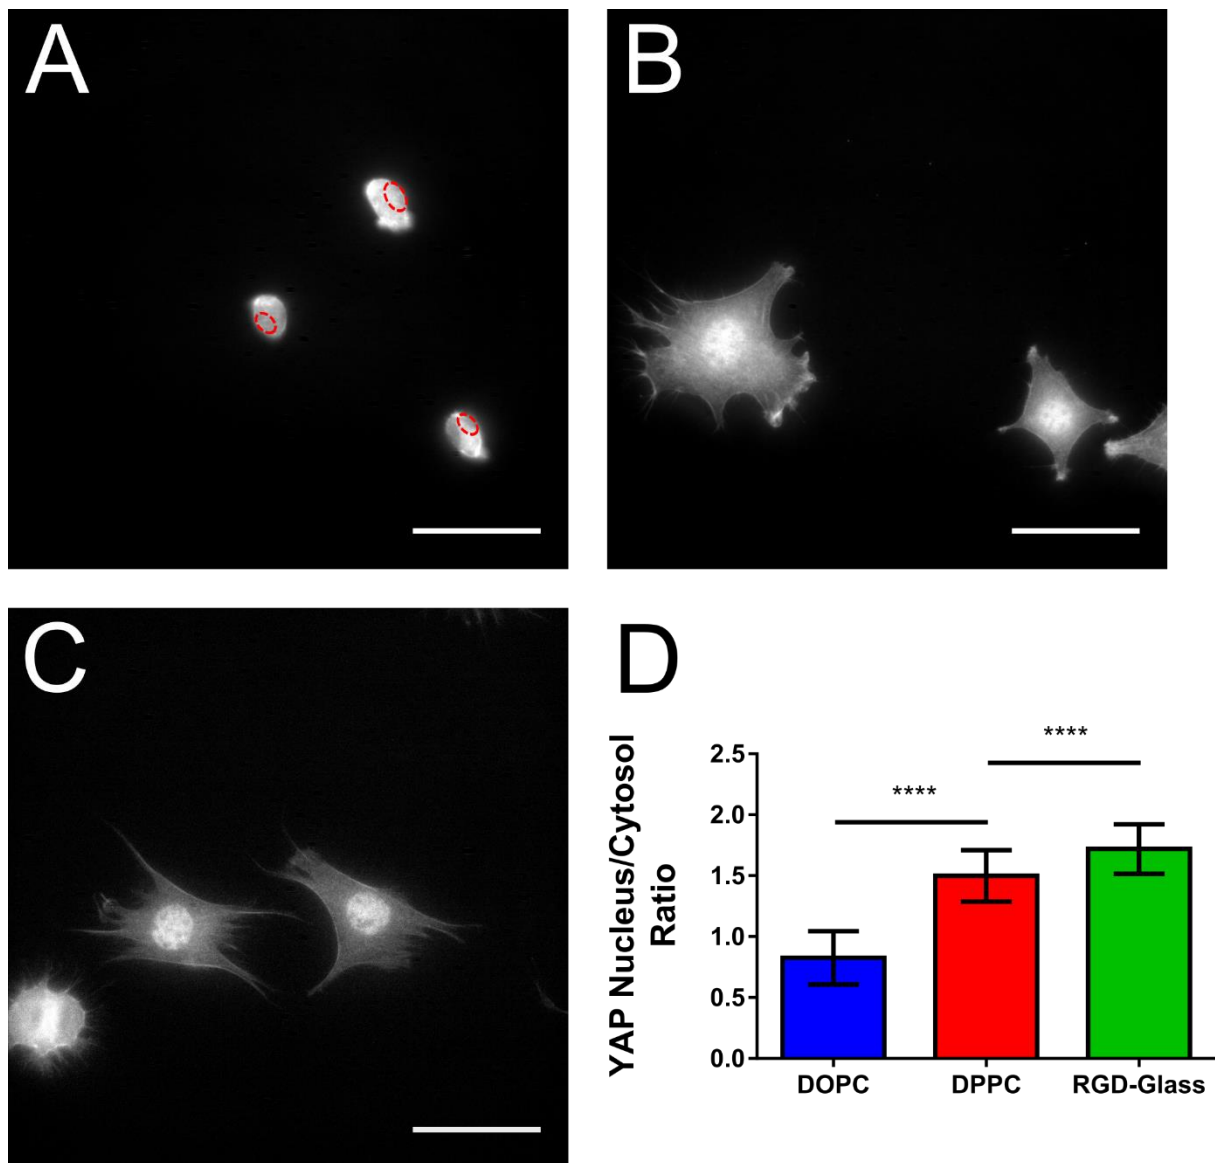 A
B
C
D
YAP Nucleus/Cytosol
Ratio
2.5
2.0
1.5
1.0
0.5
0.0
****
****
DOPC
DPPC
RGD-Glass